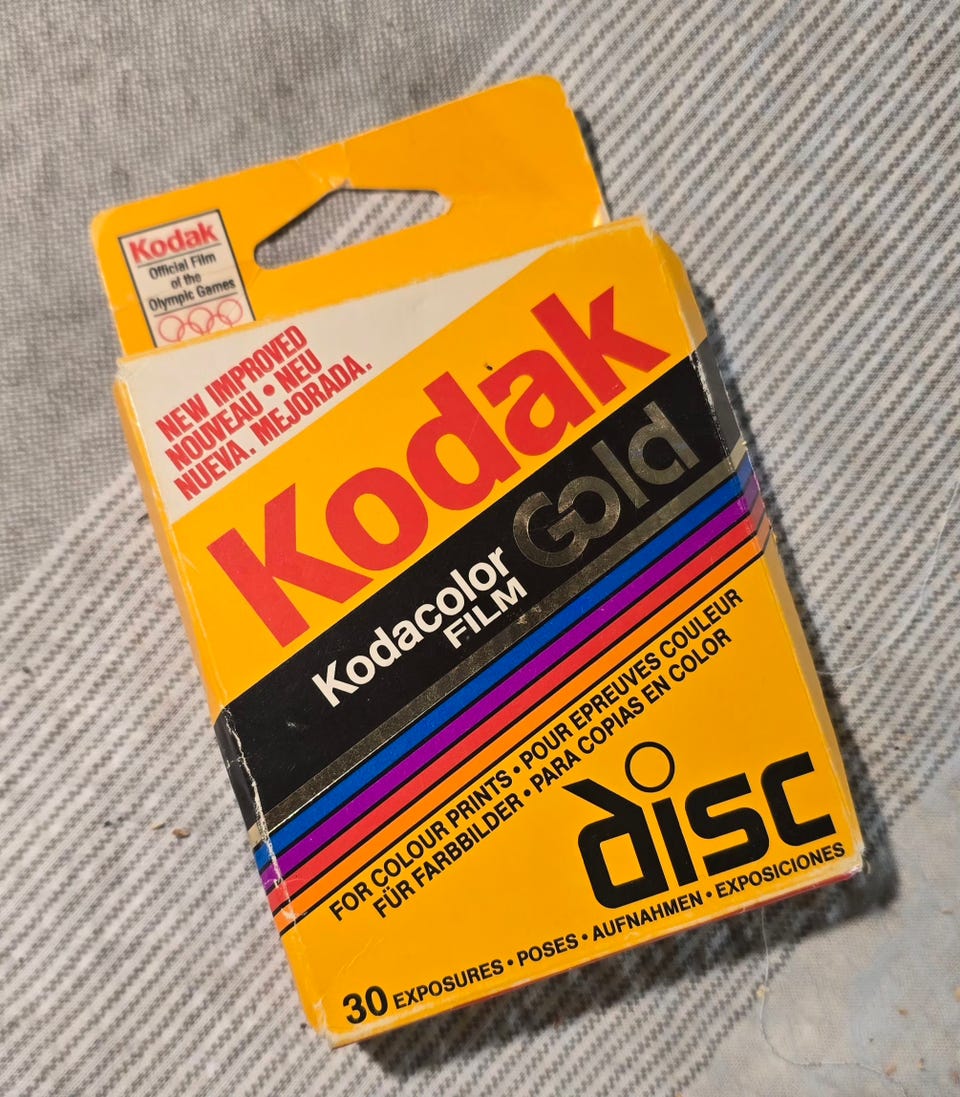 Kodak
Official Film
of the
Olympic Games
NEW IMPROVED
NOUVEAU • NEU
NUEVA. MEJORADA.
Kodak
Kodacolor Gold
FILM
FOR COLOUR PRINTS • POUR EPREUVES COULEUR
FÜR FARBBILDER • PARA COPIAS EN COLOR
disc
30 EXPOSURES • POSES • AUFNAHMEN • EXPOSICIONES